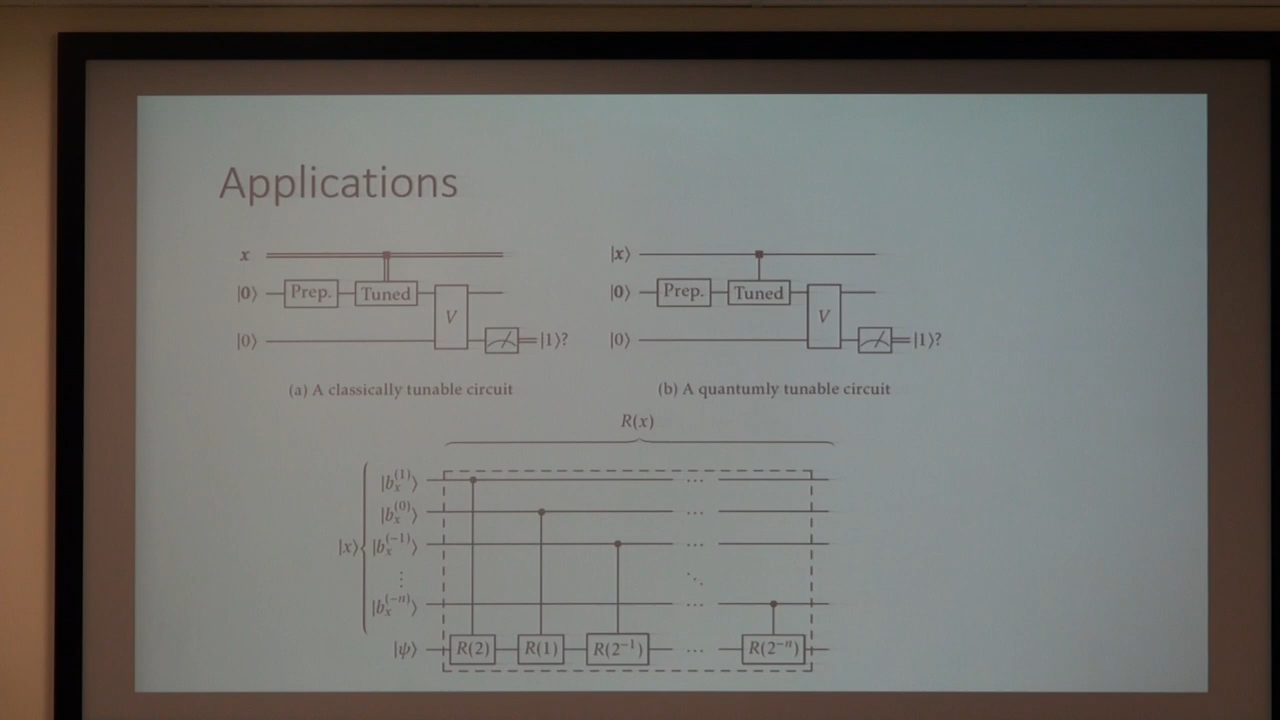 Applications
x
|0⟩ Prep. Tuned
V
|0⟩ |1⟩?
(a) A classically tunable circuit
|x⟩
|0⟩ Prep. Tuned
V
|0⟩ |1⟩?
(b) A quantumly tunable circuit
R(x)
|b_x^(1)⟩ ...
|b_x^(0)⟩ ...
|x⟩ |b_x^(-1)⟩ ...
⋮ ⋱
|b_x^(-n)⟩ ...
|ψ⟩ R(2) R(1) R(2^-1) ... R(2^-n)